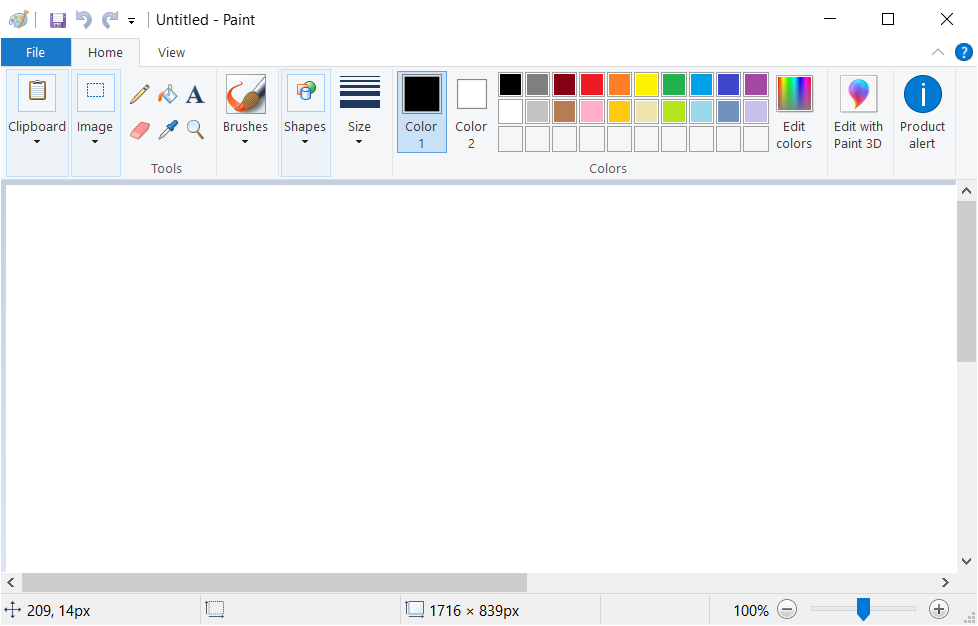 Untitled - Paint
File Home View
Clipboard Image A Brushes Shapes Size Color 1 Color 2 Edit colors Edit with Paint 3D Product alert
Tools Colors
209, 14px 1716 × 839px 100%